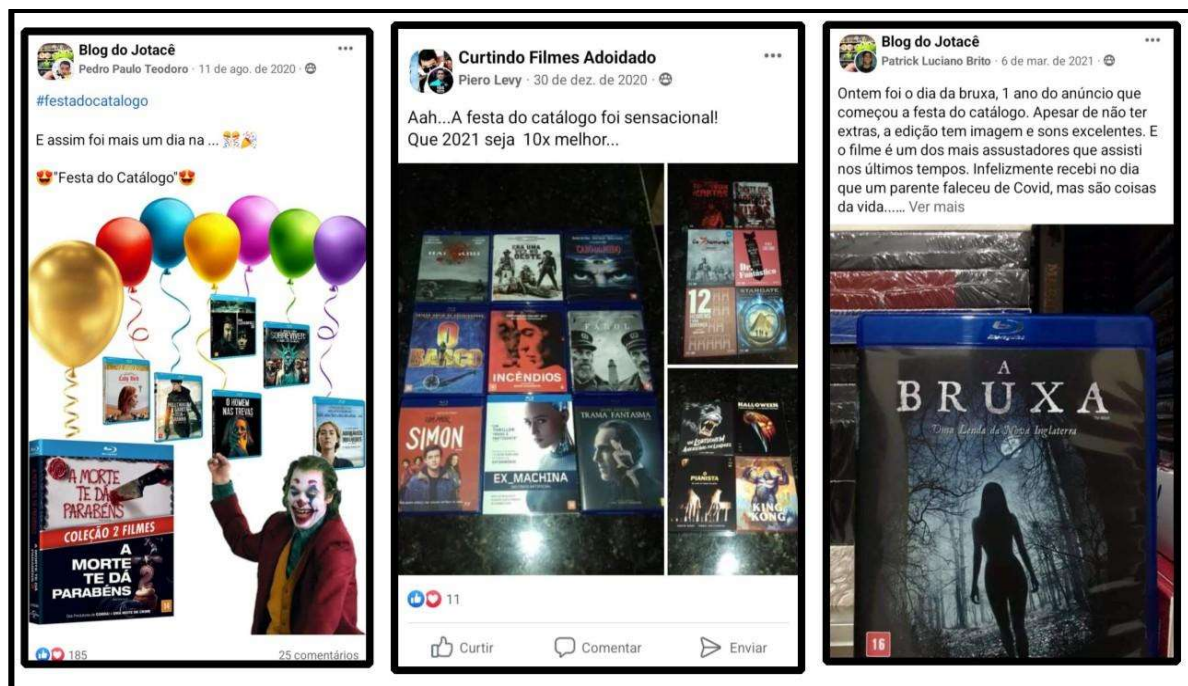 Blog do Jotacê
Pedro Paulo Teodoro · 11 de ago. de 2020 ·
#festadocatalogo
E assim foi mais um dia na ...
"Festa do Catálogo"
O HOMEM
NAS TREVAS
A MORTE
TE DÁ
PARABÉNS
COLEÇÃO 2 FILMES
A
MORTE
TE DÁ
PARABÉNS
185
25 comentários
Curtindo Filmes Adoidado
Piero Levy · 30 de dez. de 2020 ·
Aah...A festa do catálogo foi sensacional!
Que 2021 seja 10x melhor...
ERA UMA
OESTE
INCÊNDIOS
FAROL
SIMON
EX_MACHINA
TRAMA FANTASMA
Dr.
Fantástico
12
STARGATE
HALLOWEEN
O
PIANISTA
KING
KONG
11
Curtir
Comentar
Enviar
Blog do Jotacê
Patrick Luciano Brito · 6 de mar. de 2021 ·
Ontem foi o dia da bruxa, 1 ano do anúncio que
começou a festa do catálogo. Apesar de não ter
extras, a edição tem imagem e sons excelentes. E
o filme é um dos mais assustadores que assisti
nos últimos tempos. Infelizmente recebi no dia
que um parente faleceu de Covid, mas são coisas
da vida...... Ver mais
A
BRUXA
Uma Lenda da Nova Inglaterra
16